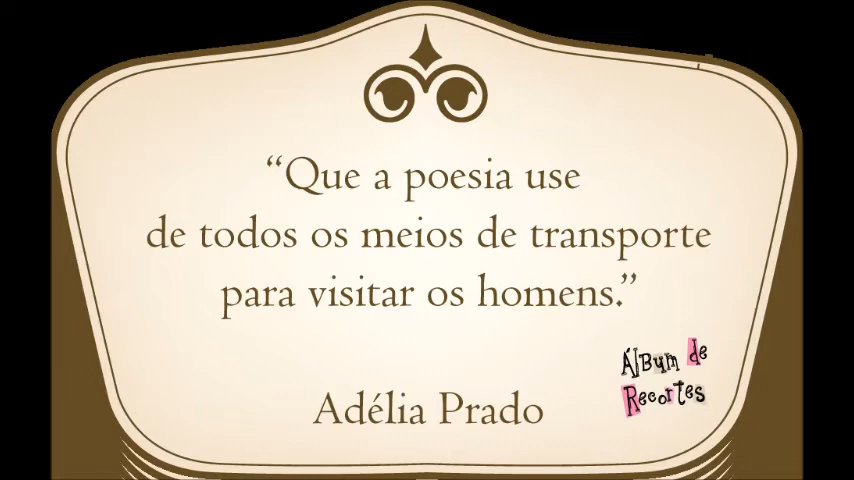 “Que a poesia use
de todos os meios de transporte
para visitar os homens.”
Adélia Prado
Álbum de
Recortes